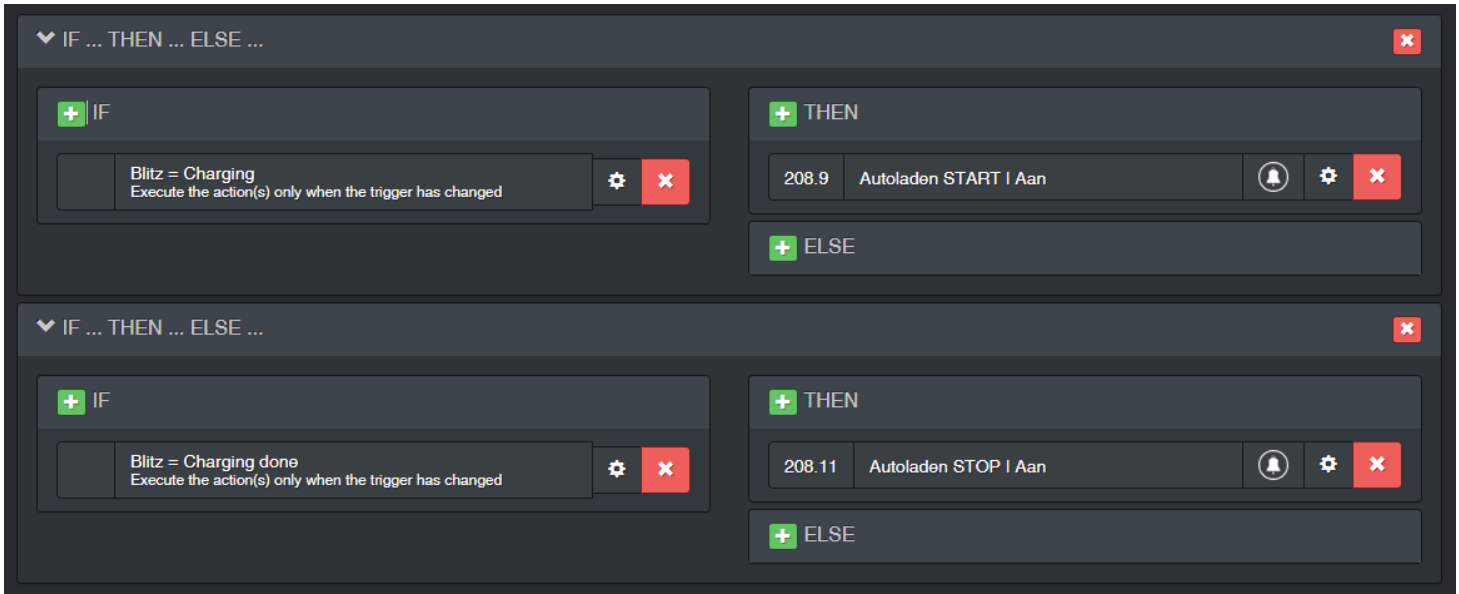 IF ... THEN ... ELSE ...
IF
Blitz = Charging
Execute the action(s) only when the trigger has changed
THEN
208.9 Autoladen START | Aan
ELSE
IF ... THEN ... ELSE ...
IF
Blitz = Charging done
Execute the action(s) only when the trigger has changed
THEN
208.11 Autoladen STOP | Aan
ELSE